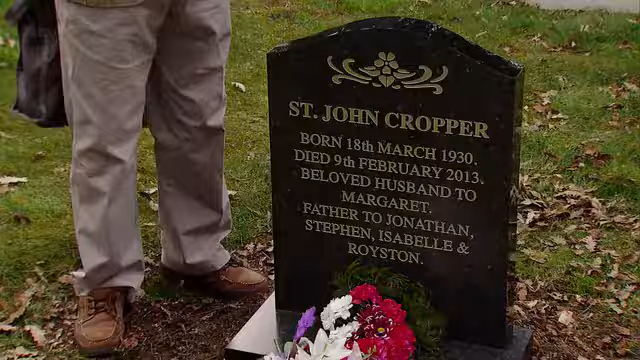 ST. JOHN CROPPER
BORN 18th MARCH 1930.
DIED 9th FEBRUARY 2013.
BELOVED HUSBAND TO
MARGARET.
FATHER TO JONATHAN,
STEPHEN, ISABELLE &
ROYSTON.